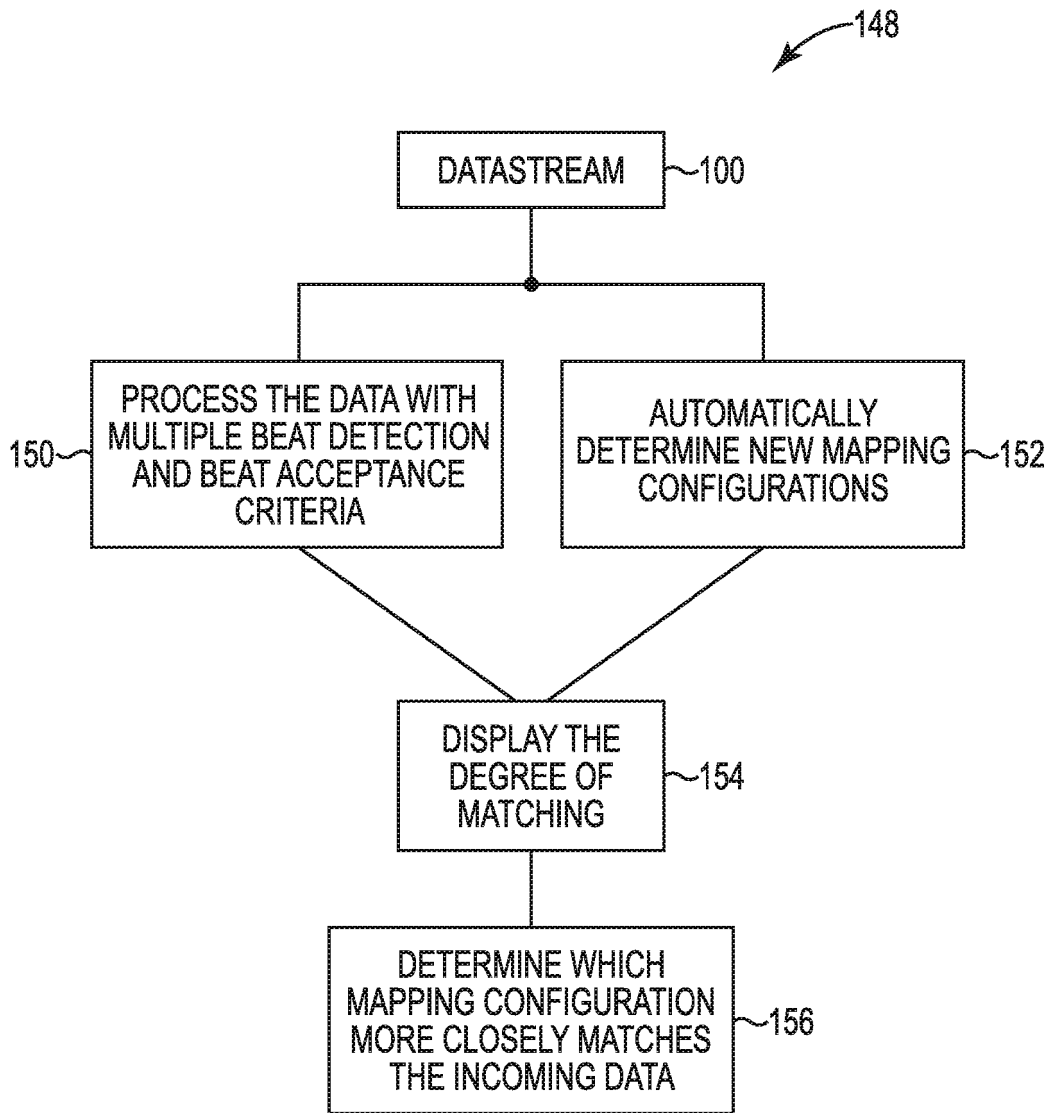 148
DATASTREAM
100
PROCESS THE DATA WITH
MULTIPLE BEAT DETECTION
AND BEAT ACCEPTANCE
CRITERIA
150
AUTOMATICALLY
DETERMINE NEW MAPPING
CONFIGURATIONS
152
DISPLAY THE
DEGREE OF
MATCHING
154
DETERMINE WHICH
MAPPING CONFIGURATION
MORE CLOSELY MATCHES
THE INCOMING DATA
156